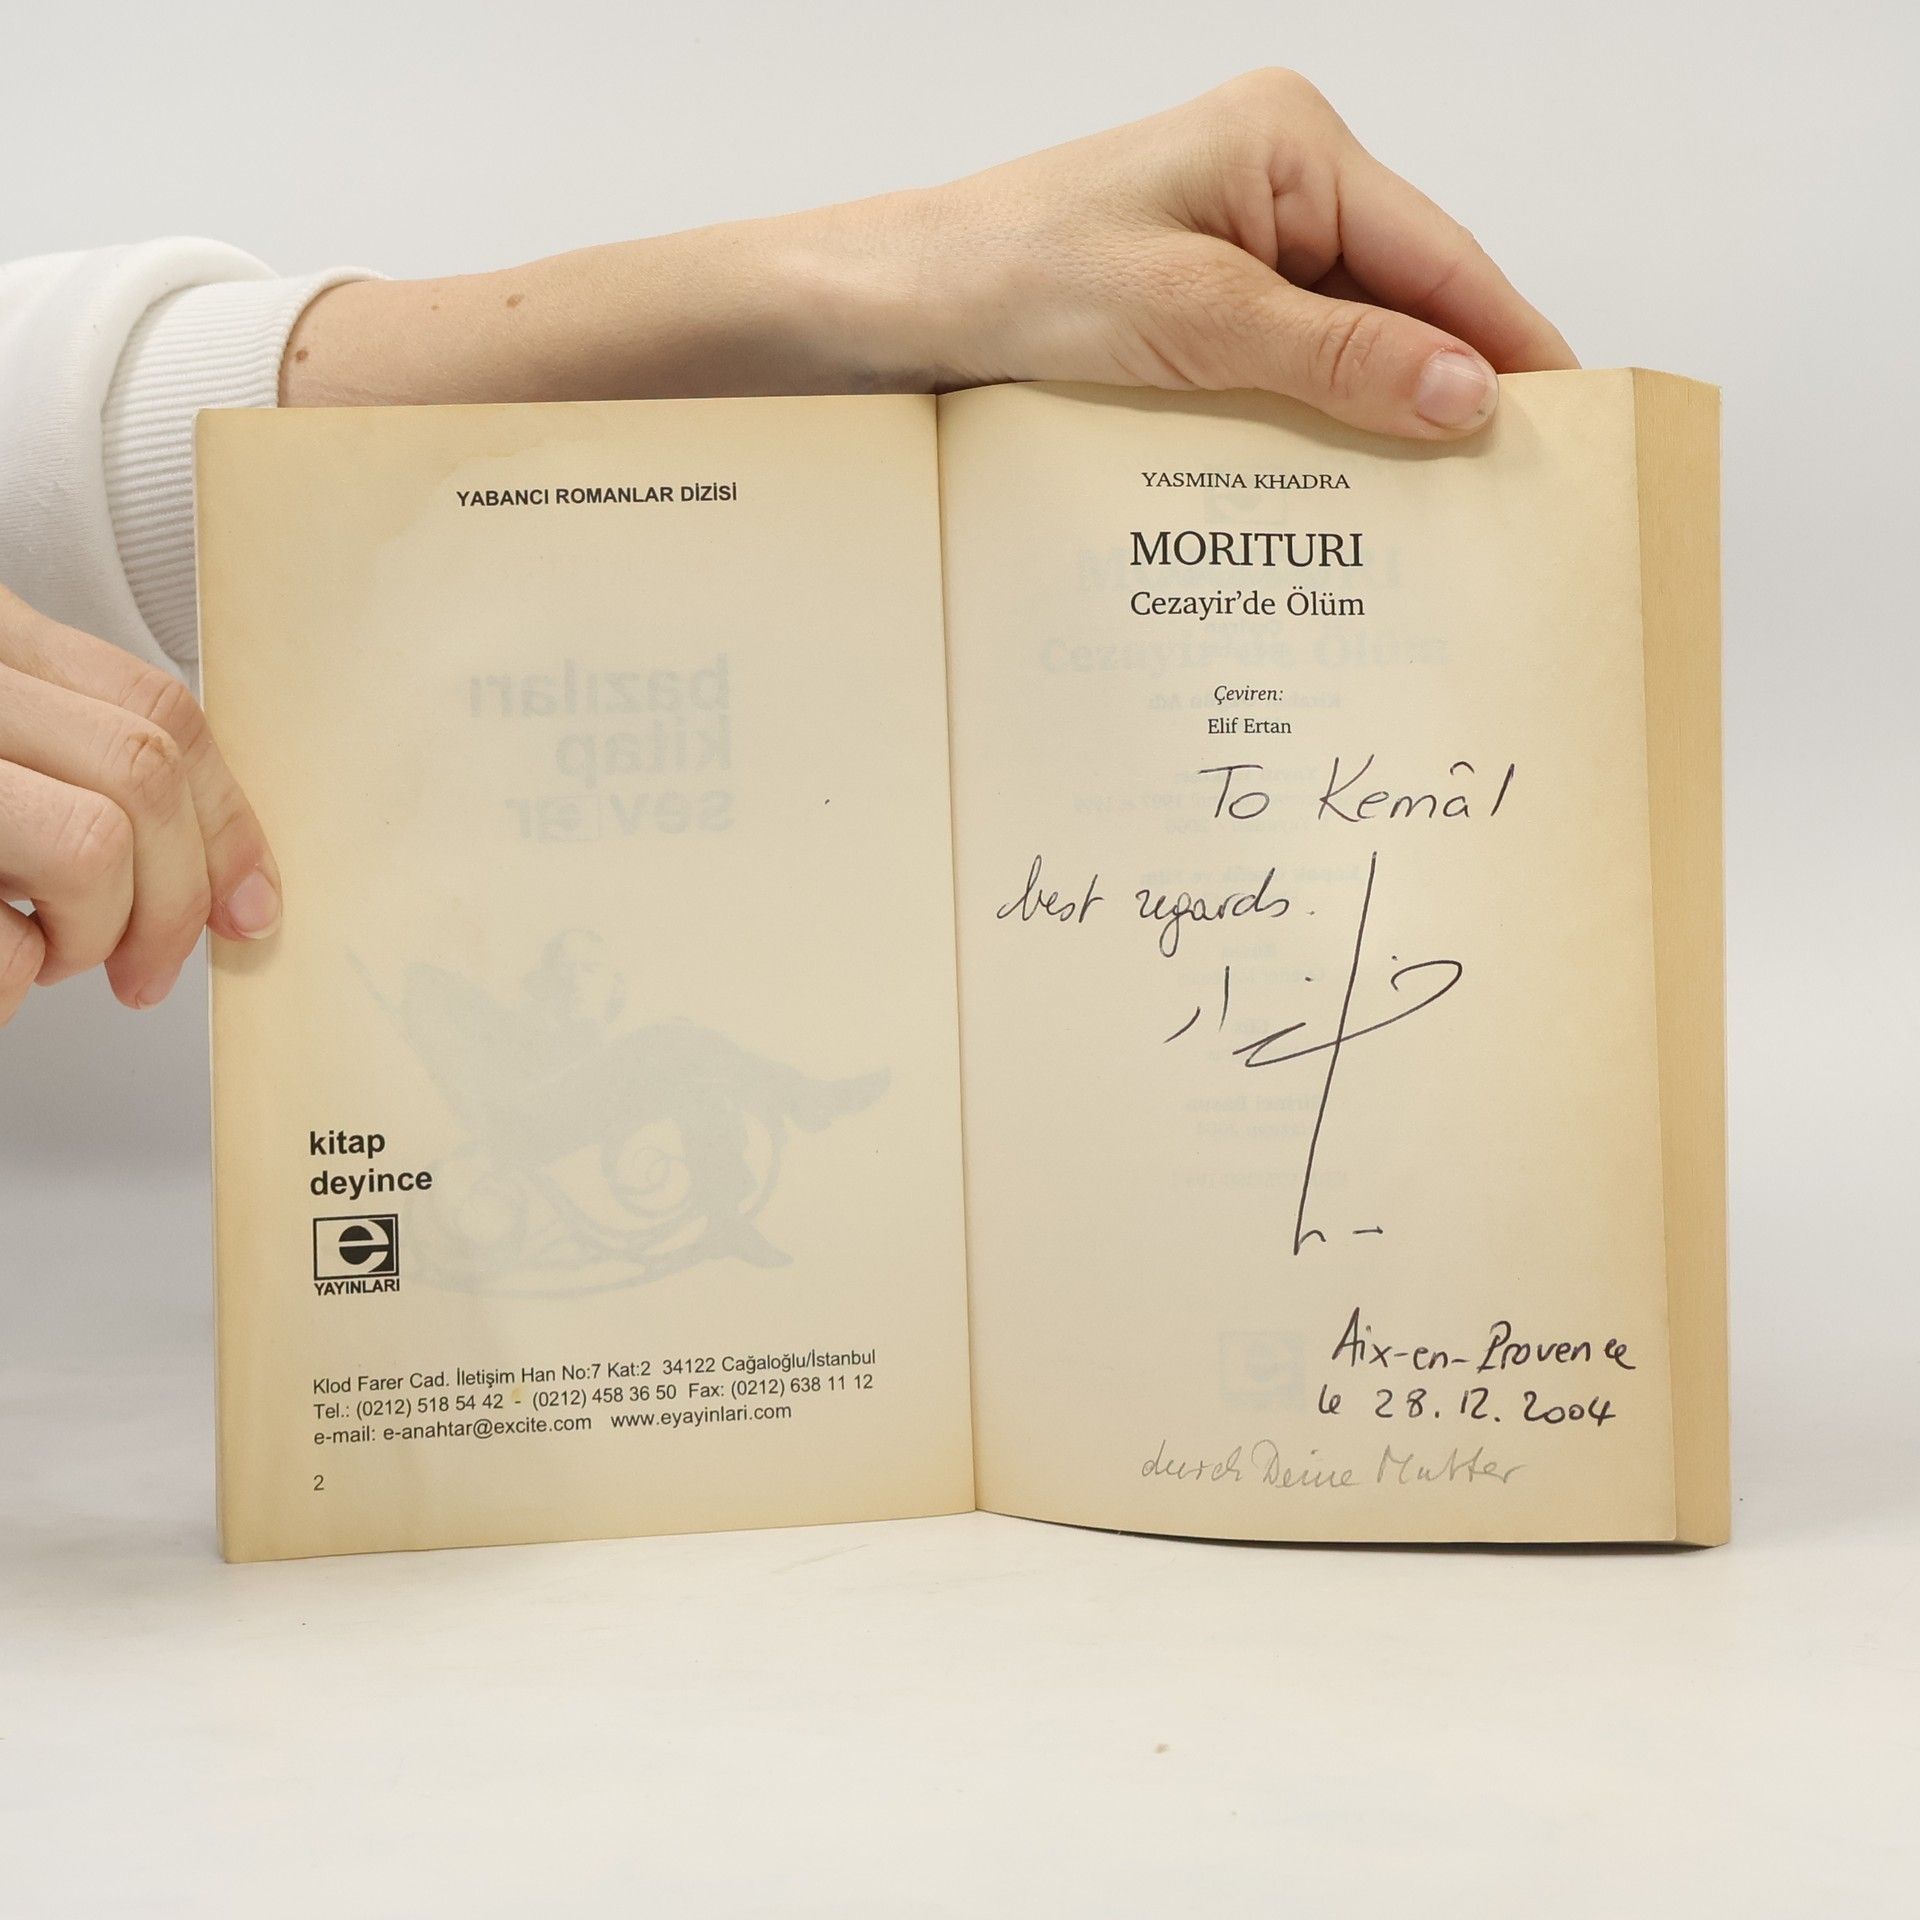 YABANCI ROMANLAR DİZİSİ
kitap
deyince
e
YAYINLARI
Klod Farer Cad. İletişim Han No:7 Kat:2 34122 Cağaloğlu/İstanbul
Tel.: (0212) 518 54 42 - (0212) 458 36 50 Fax: (0212) 638 11 12
e-mail: e-anahtar@excite.com www.eyayinlari.com
2
YASMINA KHADRA
MORITURI
Cezayir'de Ölüm
Çeviren:
Elif Ertan
To Kemâl
best regards.
Aix-en-Provence
le 28.12.2004
durch Deine Mutter